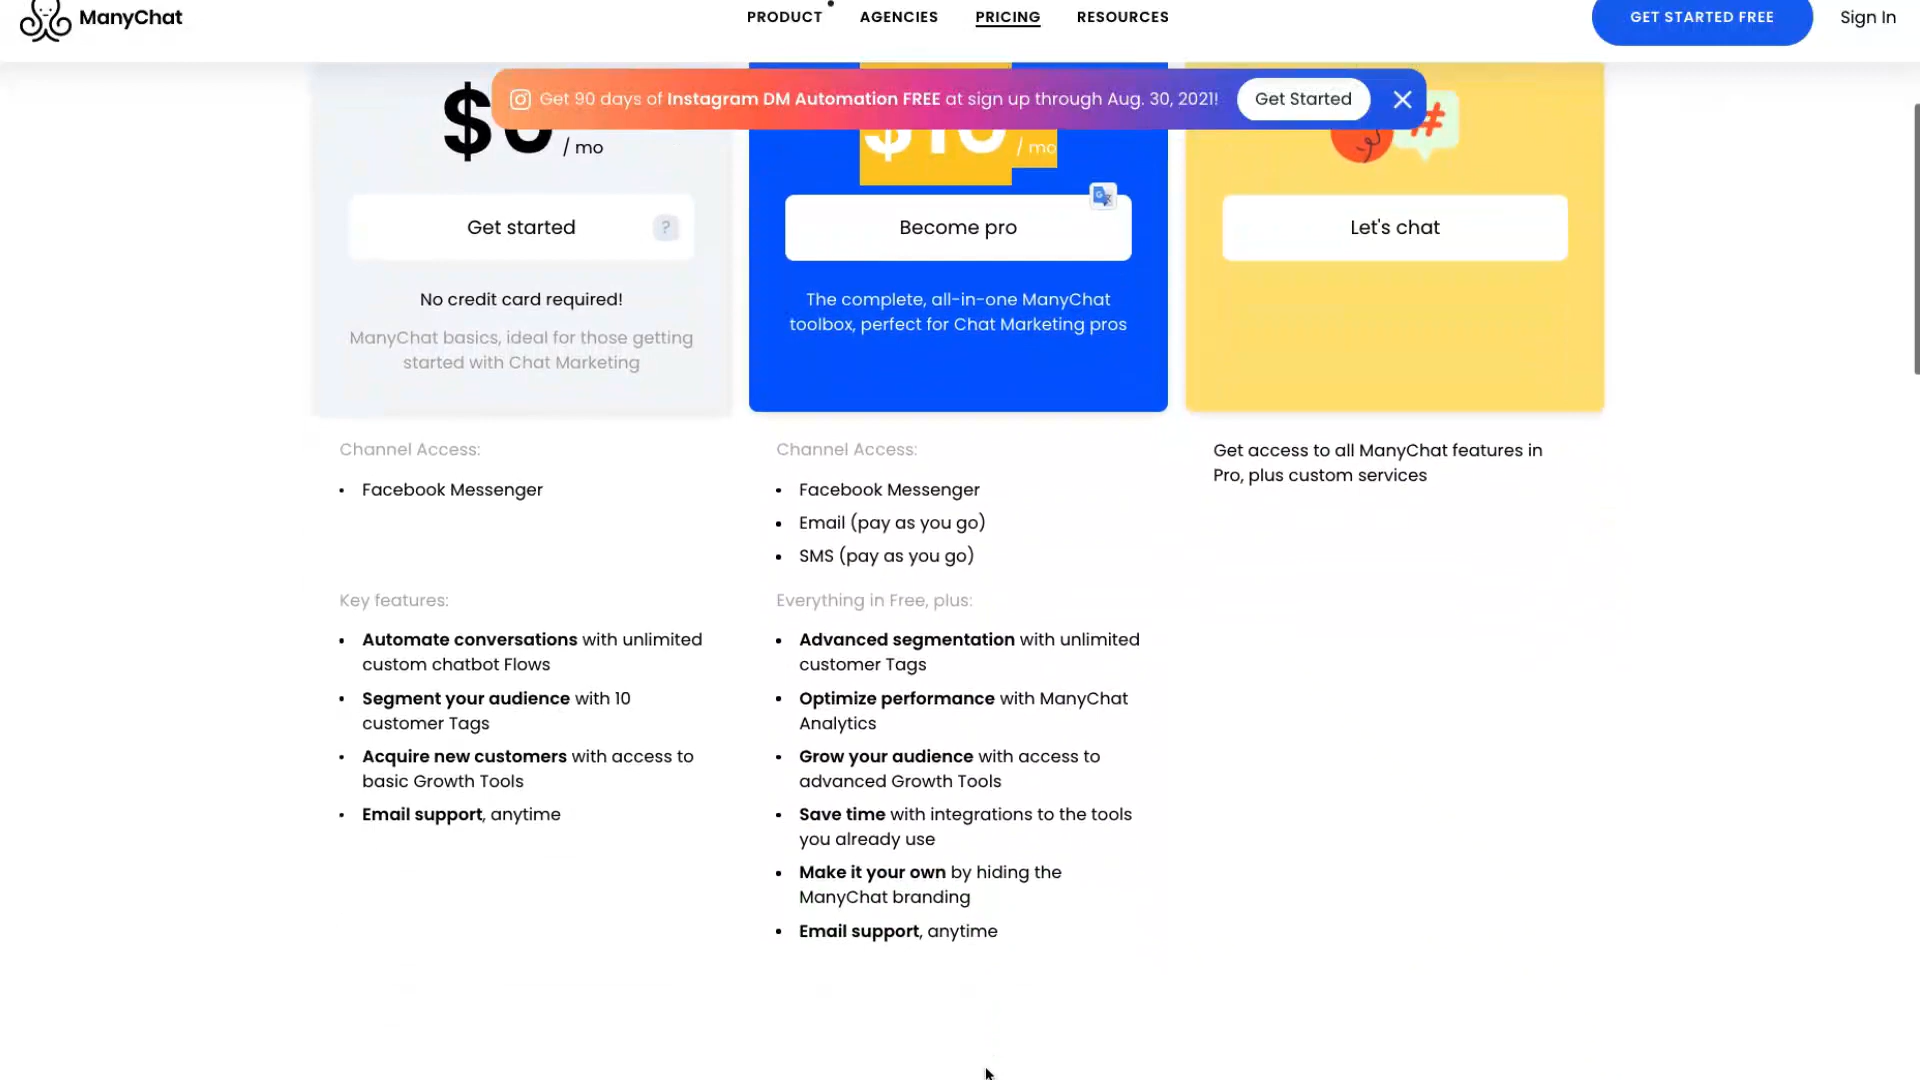 ManyChat
PRODUCT
AGENCIES
PRICING
RESOURCES
GET STARTED FREE
Sign In
Get 90 days of Instagram DM Automation FREE at sign up through Aug. 30, 2021!
Get Started
$0 / mo
$10 / mo
#
Get started
?
No credit card required!
ManyChat basics, ideal for those getting
started with Chat Marketing
Become pro
The complete, all-in-one ManyChat
toolbox, perfect for Chat Marketing pros
Let's chat
Channel Access:
• Facebook Messenger
Key features:
• Automate conversations with unlimited
custom chatbot Flows
• Segment your audience with 10
customer Tags
• Acquire new customers with access to
basic Growth Tools
• Email support, anytime
Channel Access:
• Facebook Messenger
• Email (pay as you go)
• SMS (pay as you go)
Everything in Free, plus:
• Advanced segmentation with unlimited
customer Tags
• Optimize performance with ManyChat
Analytics
• Grow your audience with access to
advanced Growth Tools
• Save time with integrations to the tools
you already use
• Make it your own by hiding the
ManyChat branding
• Email support, anytime
Get access to all ManyChat features in
Pro, plus custom services